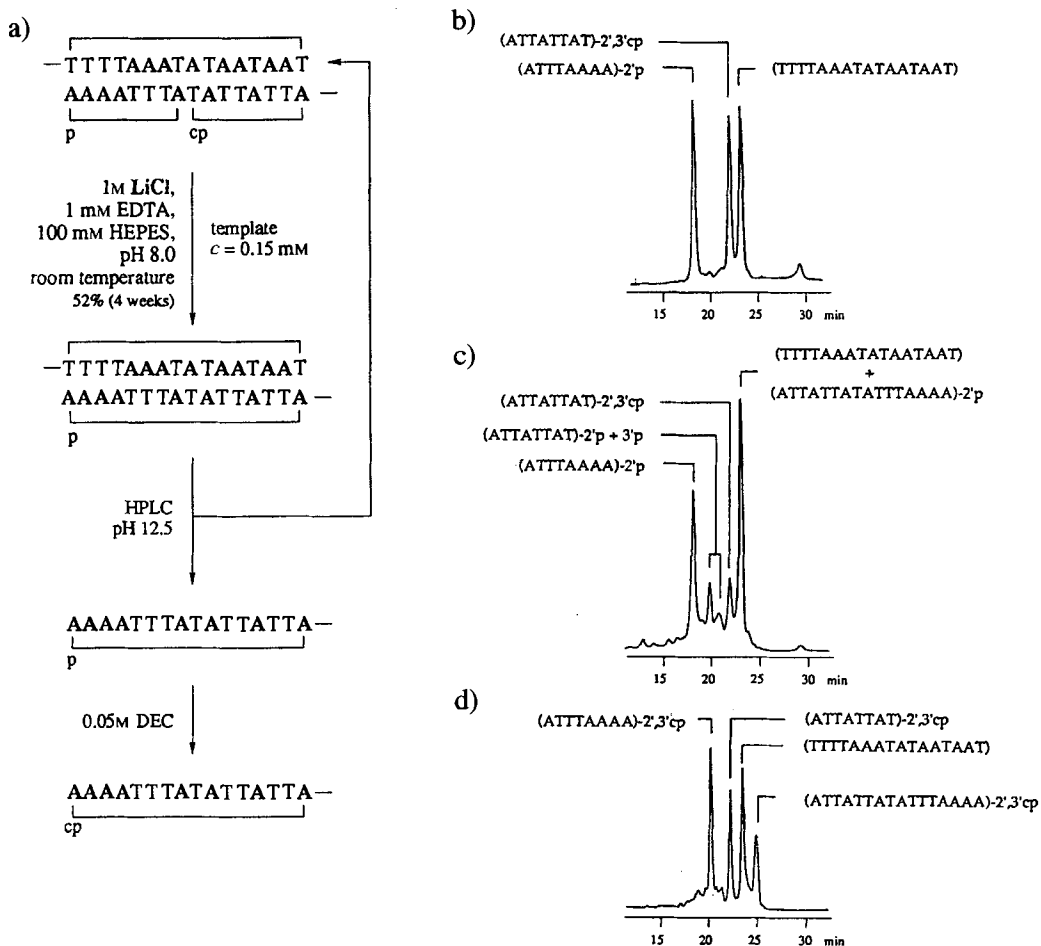 a)
TTTTAAATATAATAAT
AAAATTTATATTATTA
p
cp
1M LiCl,
1 mM EDTA,
100 mM HEPES,
pH 8.0
room temperature
52% (4 weeks)
template
c = 0.15 mM
TTTTAAATATAATAAT
AAAATTTATATTATTA
p
HPLC
pH 12.5
AAAATTTATATTATTA
p
0.05M DEC
AAAATTTATATTATTA
cp
b)
(ATTATTAT)-2',3'cp
(ATTTAAAA)-2'p
(TTTTAAATATAATAAT)
15 20 25 30 min
c)
(TTTTAAATATAATAAT)
+
(ATTATTATATTTAAAA)-2'p
(ATTATTAT)-2',3'cp
(ATTATTAT)-2'p + 3'p
(ATTTAAAA)-2'p
15 20 25 30 min
d)
(ATTTAAAA)-2',3'cp
(ATTATTAT)-2',3'cp
(TTTTAAATATAATAAT)
(ATTATTATATTTAAAA)-2',3'cp
15 20 25 30 min